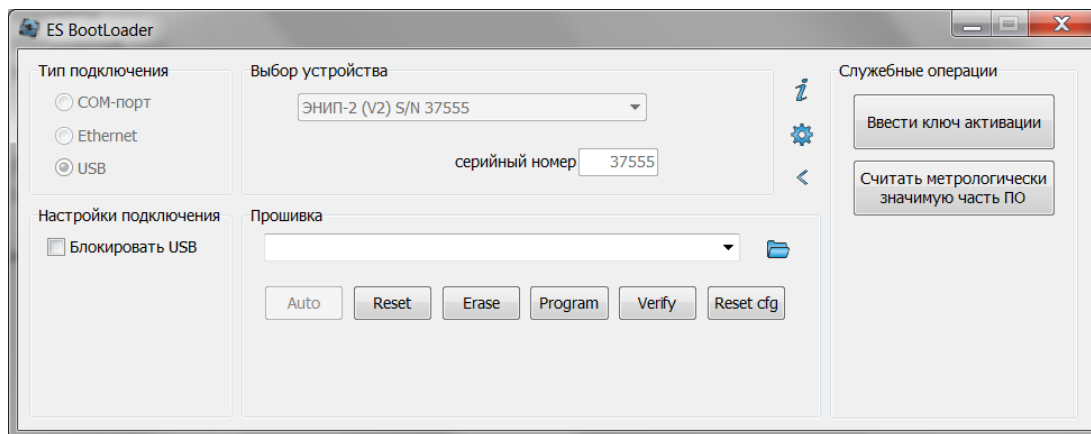 ES BootLoader
Тип подключения
COM-порт
Ethernet
USB
Выбор устройства
ЭНИП-2 (V2) S/N 37555
серийный номер 37555
Служебные операции
Ввести ключ активации
Считать метрологически
значимую часть ПО
Настройки подключения
Блокировать USB
Прошивка
Auto Reset Erase Program Verify Reset cfg